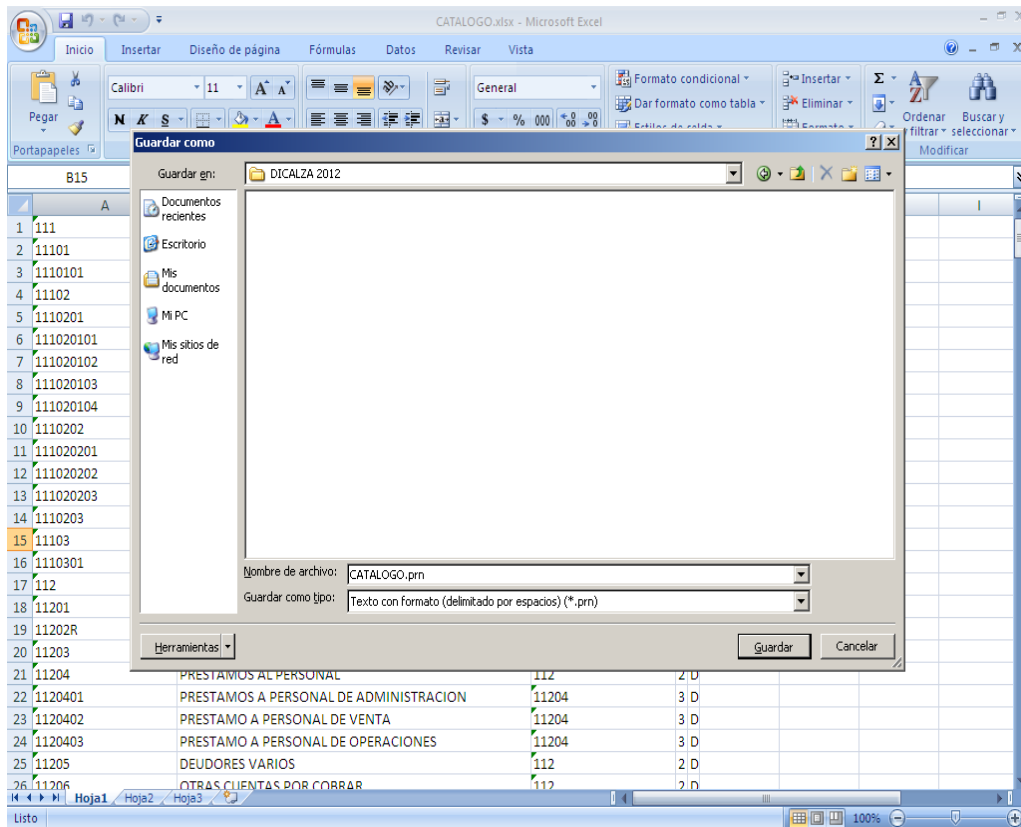 CATALOGO.xlsx - Microsoft Excel
Inicio Insertar Diseño de página Fórmulas Datos Revisar Vista
Pegar
Calibri 11 A A
General
N K S A
$ % 000
Formato condicional
Dar formato como tabla
Estilos de celda
Insertar
Eliminar
Formato
Σ
Ordenar
y filtrar
Buscar y
seleccionar
Portapapeles
Modificar
B15
Guardar como
Guardar en: DICALZA 2012
Documentos
recientes
Escritorio
Mis
documentos
Mi PC
Mis sitios de
red
Nombre de archivo: CATALOGO.prn
Guardar como tipo: Texto con formato (delimitado por espacios) (*.prn)
Herramientas Guardar Cancelar
A I
1 111
2 11101
3 1110101
4 11102
5 1110201
6 111020101
7 111020102
8 111020103
9 111020104
10 1110202
11 111020201
12 111020202
13 111020203
14 1110203
15 11103
16 1110301
17 112
18 11201
19 11202R
20 11203
21 11204 PRESTAMOS AL PERSONAL 112 2 D
22 1120401 PRESTAMOS A PERSONAL DE ADMINISTRACION 11204 3 D
23 1120402 PRESTAMO A PERSONAL DE VENTA 11204 3 D
24 1120403 PRESTAMO A PERSONAL DE OPERACIONES 11204 3 D
25 11205 DEUDORES VARIOS 112 2 D
26 11206 OTRAS CUENTAS POR COBRAR 112 2 D
Hoja1 Hoja2 Hoja3
Listo 100%